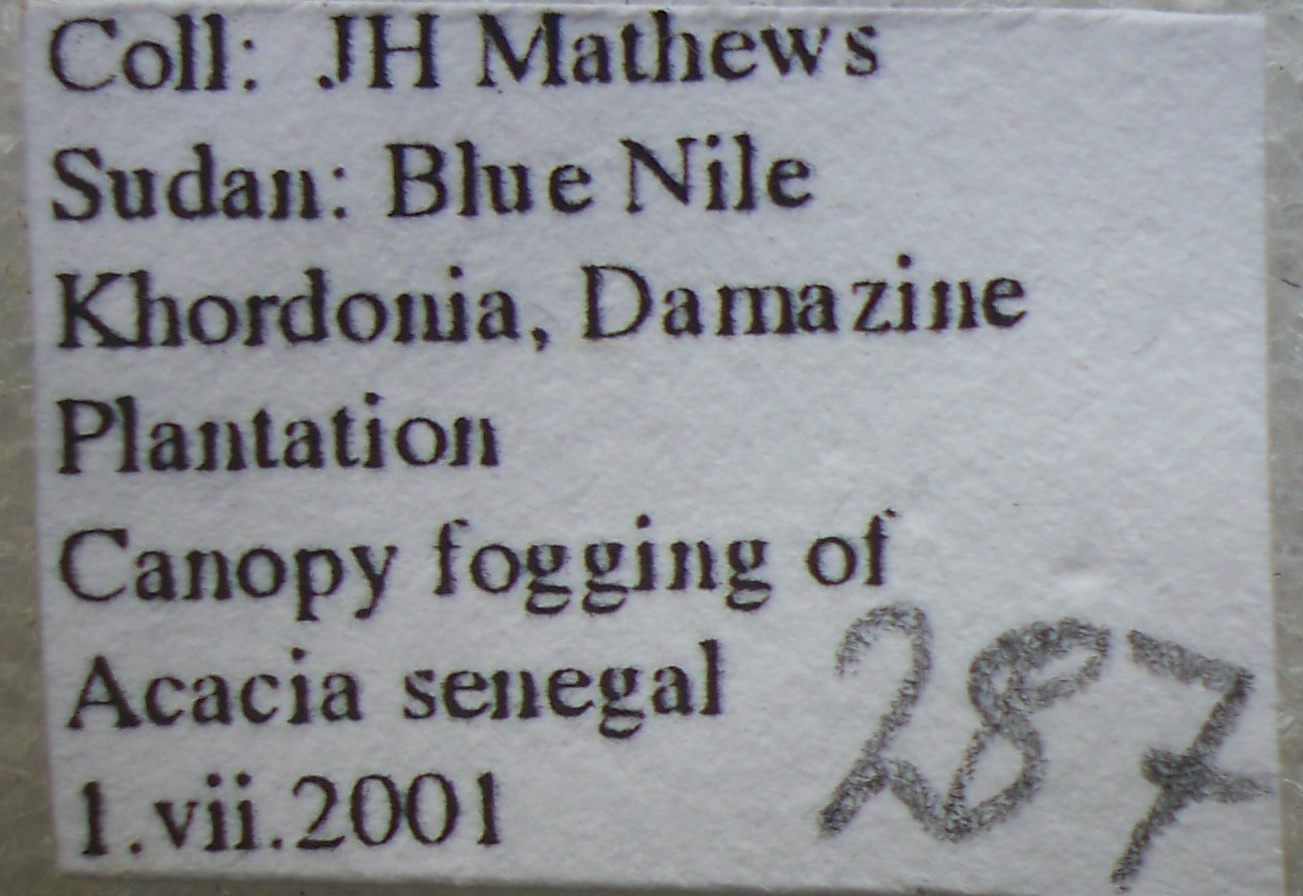 Coll: JH Mathews
Sudan: Blue Nile
Khordonia, Damazine
Plantation
Canopy fogging of
Acacia senegal
1.vii.2001
287